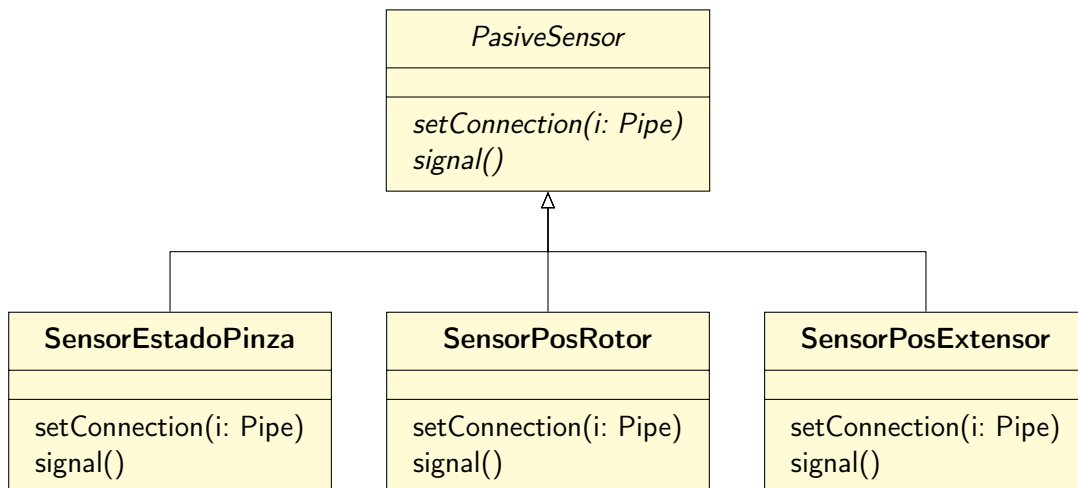 PasiveSensor
setConnection(i: Pipe)
signal()
SensorEstadoPinza
setConnection(i: Pipe)
signal()
SensorPosRotor
setConnection(i: Pipe)
signal()
SensorPosExtensor
setConnection(i: Pipe)
signal()